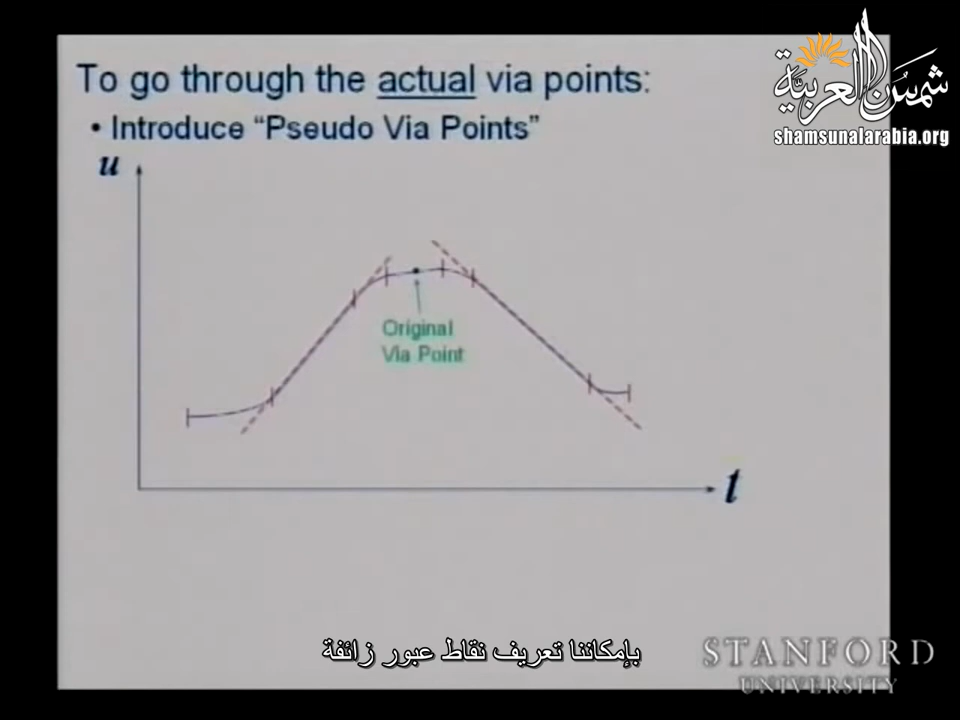 To go through the actual via points:
• Introduce “Pseudo Via Points”
شمسُ العربية
shamsunalarabia.org
u
Original
Via Point
t
بإمكاننا تعريف نقاط عبور زائفة
STANFORD
UNIVERSITY